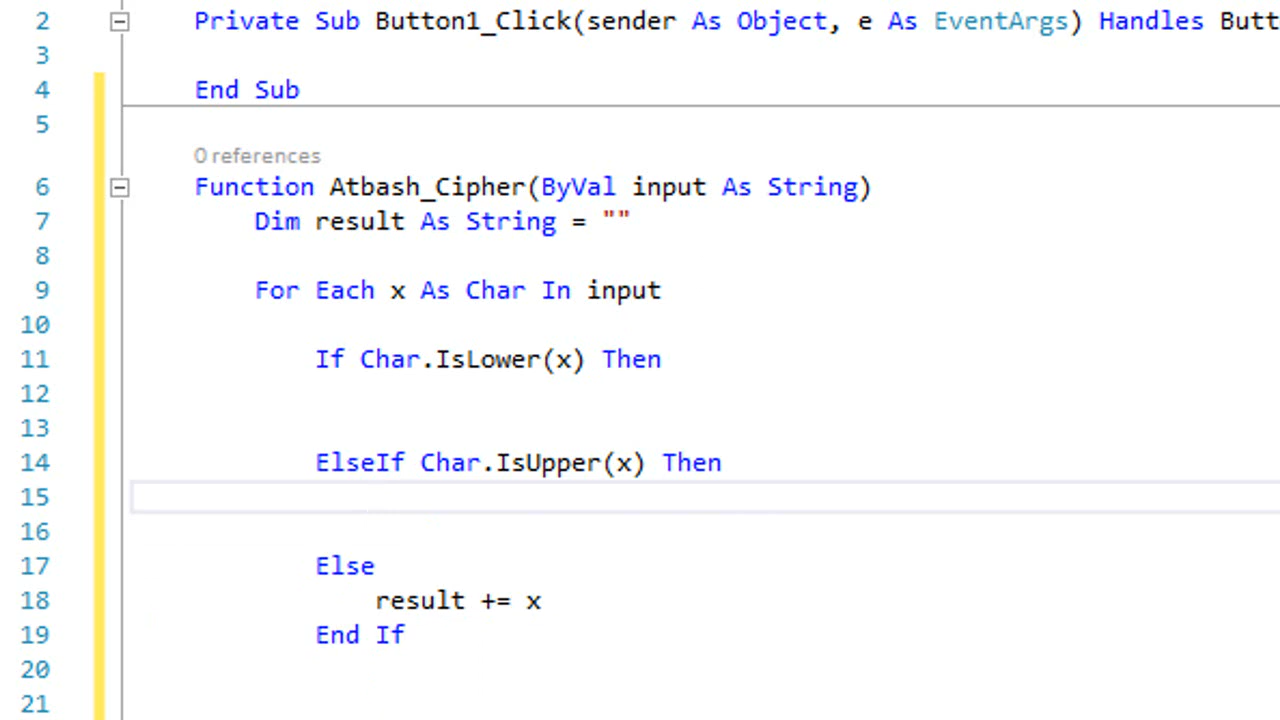 2 Private Sub Button1_Click(sender As Object, e As EventArgs) Handles Butt
3
4 End Sub
5
0 references
6 Function Atbash_Cipher(ByVal input As String)
7 Dim result As String = ""
8
9 For Each x As Char In input
10
11 If Char.IsLower(x) Then
12
13
14 ElseIf Char.IsUpper(x) Then
15
16
17 Else
18 result += x
19 End If
20
21